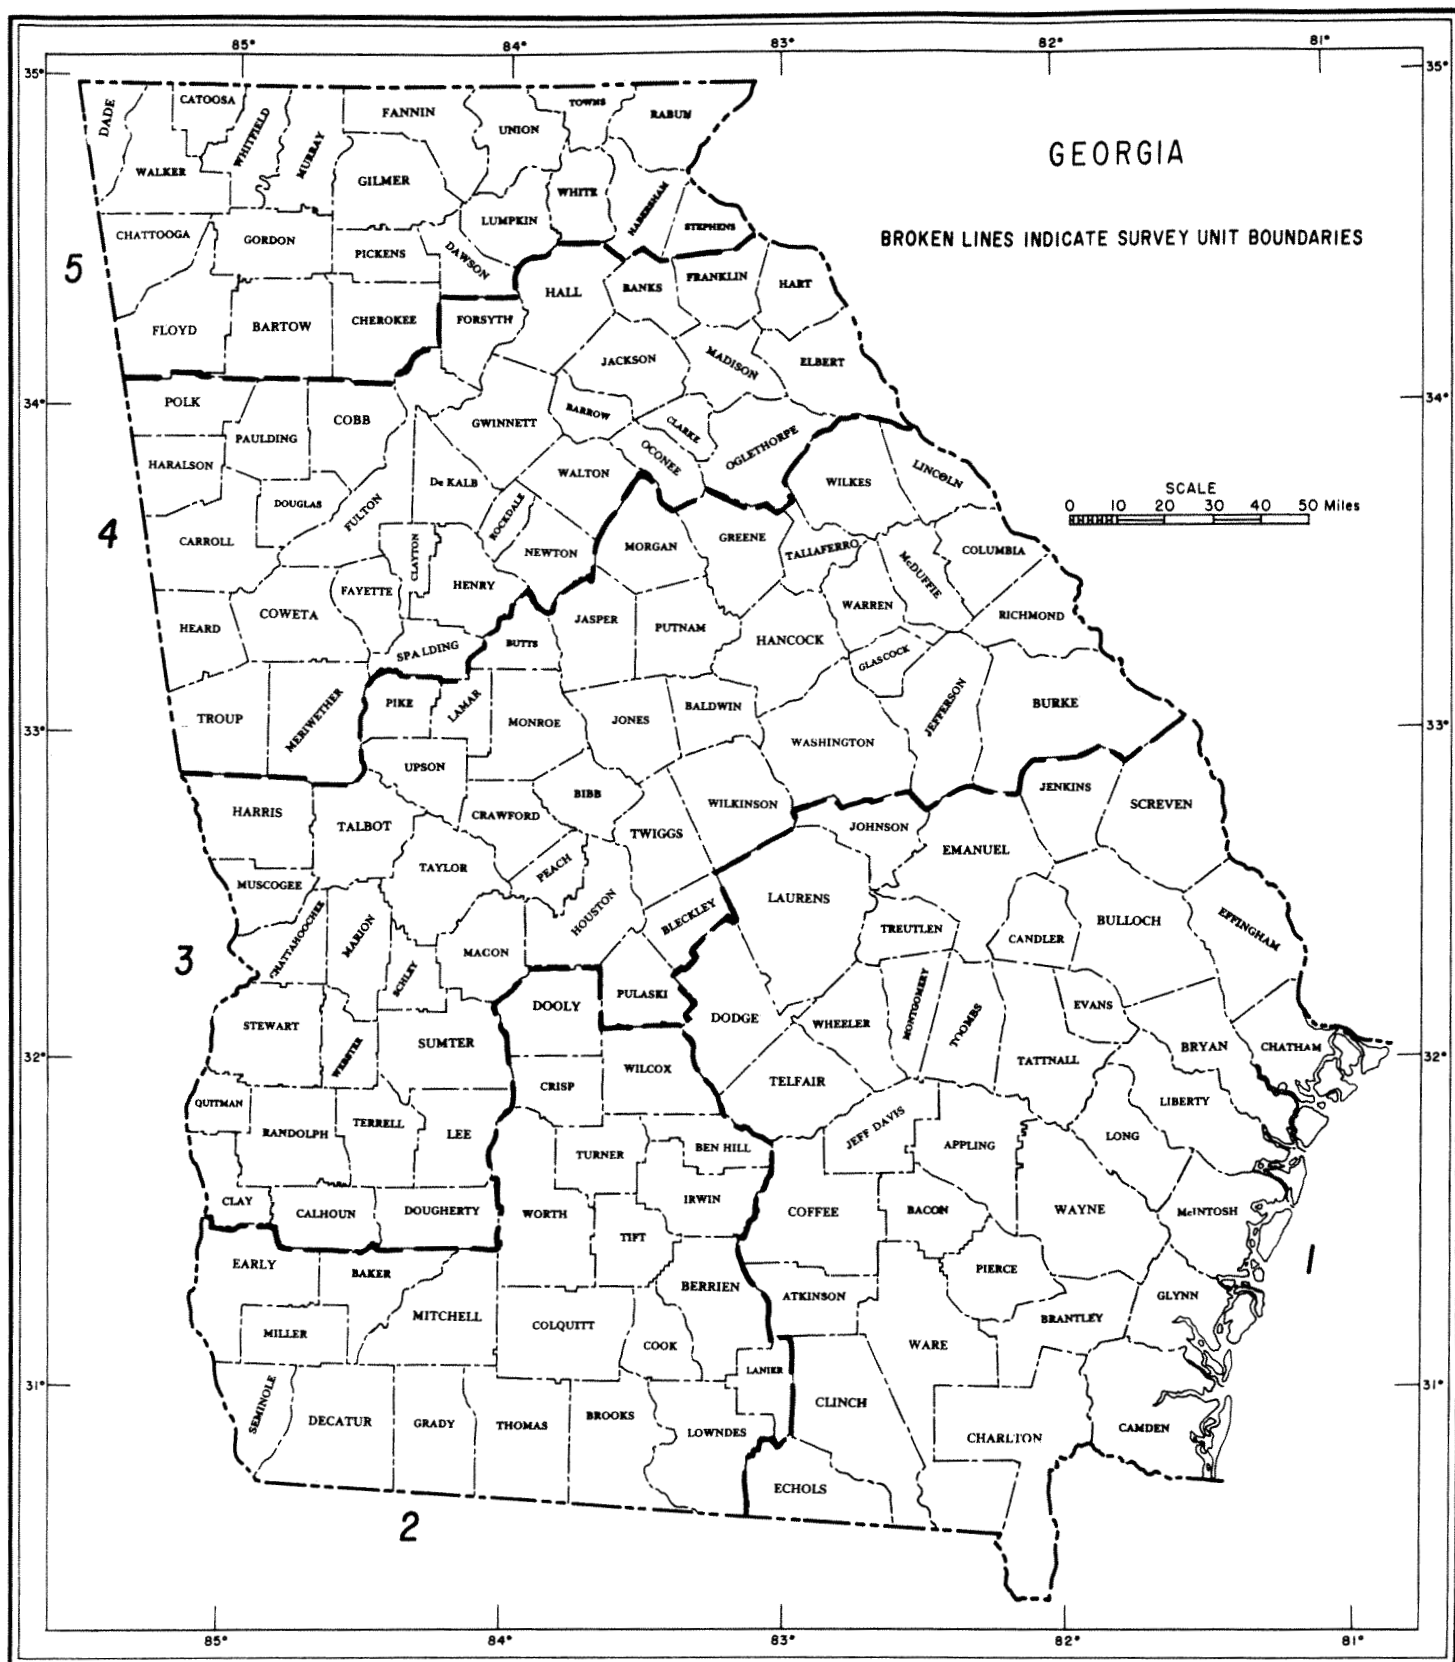 85° 84° 83° 82° 81°
35° 35°
GEORGIA
BROKEN LINES INDICATE SURVEY UNIT BOUNDARIES
DADE CATOOSA WHITFIELD MURRAY FANNIN UNION TOWNS RABUN
WALKER GILMER WHITE HABERSHAM
LUMPKIN STEPHENS
CHATTOOGA GORDON PICKENS DAWSON
5
HALL BANKS FRANKLIN HART
FLOYD BARTOW CHEROKEE FORSYTH
JACKSON MADISON ELBERT
34° 34°
POLK PAULDING COBB GWINNETT BARROW CLARKE OGLETHORPE
HARALSON De KALB WALTON OCONEE WILKES LINCOLN
SCALE
0 10 20 30 40 50 Miles
4
DOUGLAS FULTON ROCKDALE
CARROLL CLAYTON NEWTON MORGAN GREENE TALIAFERRO McDUFFIE COLUMBIA
FAYETTE HENRY
HEARD COWETA JASPER PUTNAM HANCOCK WARREN RICHMOND
SPALDING BUTTS GLASCOCK
TROUP MERIWETHER PIKE LAMAR MONROE JONES BALDWIN WASHINGTON JEFFERSON BURKE
33° 33°
UPSON
HARRIS TALBOT CRAWFORD BIBB TWIGGS WILKINSON JOHNSON EMANUEL JENKINS SCREVEN
MUSCOGEE TAYLOR PEACH HOUSTON BLECKLEY LAURENS TREUTLEN CANDLER BULLOCH EFFINGHAM
3
CHATTAHOOCHEE MARION SCHLEY MACON
STEWART WEBSTER SUMTER DOOLY PULASKI DODGE WHEELER MONTGOMERY TOOMBS EVANS BRYAN CHATHAM
32° 32°
CRISP WILCOX TELFAIR TATTNALL
QUITMAN RANDOLPH TERRELL LEE JEFF DAVIS APPLING LONG LIBERTY
TURNER BEN HILL
CLAY CALHOUN DOUGHERTY WORTH TIFT IRWIN COFFEE BACON WAYNE McINTOSH
1
EARLY BAKER MITCHELL BERRIEN ATKINSON PIERCE
MILLER COLQUITT COOK WARE BRANTLEY GLYNN
31° 31°
LANIER
SEMINOLE DECATUR GRADY THOMAS BROOKS LOWNDES CLINCH CHARLTON CAMDEN
ECHOLS
2
85° 84° 83° 82° 81°